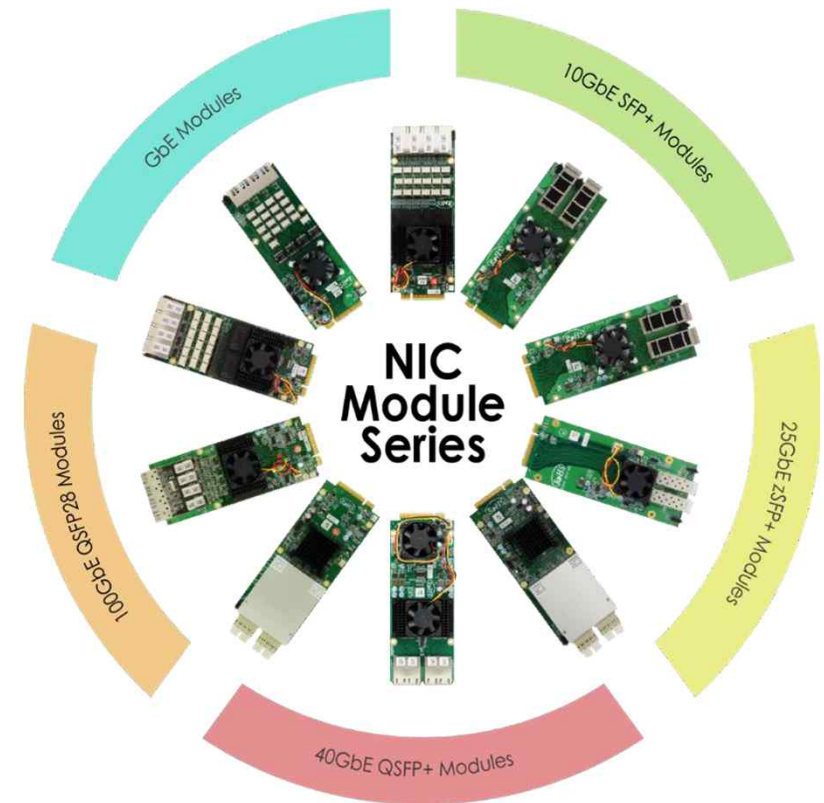 GbE Modules
10GbE SFP+ Modules
NIC
Module
Series
25GbE zSFP+ Modules
100GbE QSFP28 Modules
40GbE QSFP+ Modules